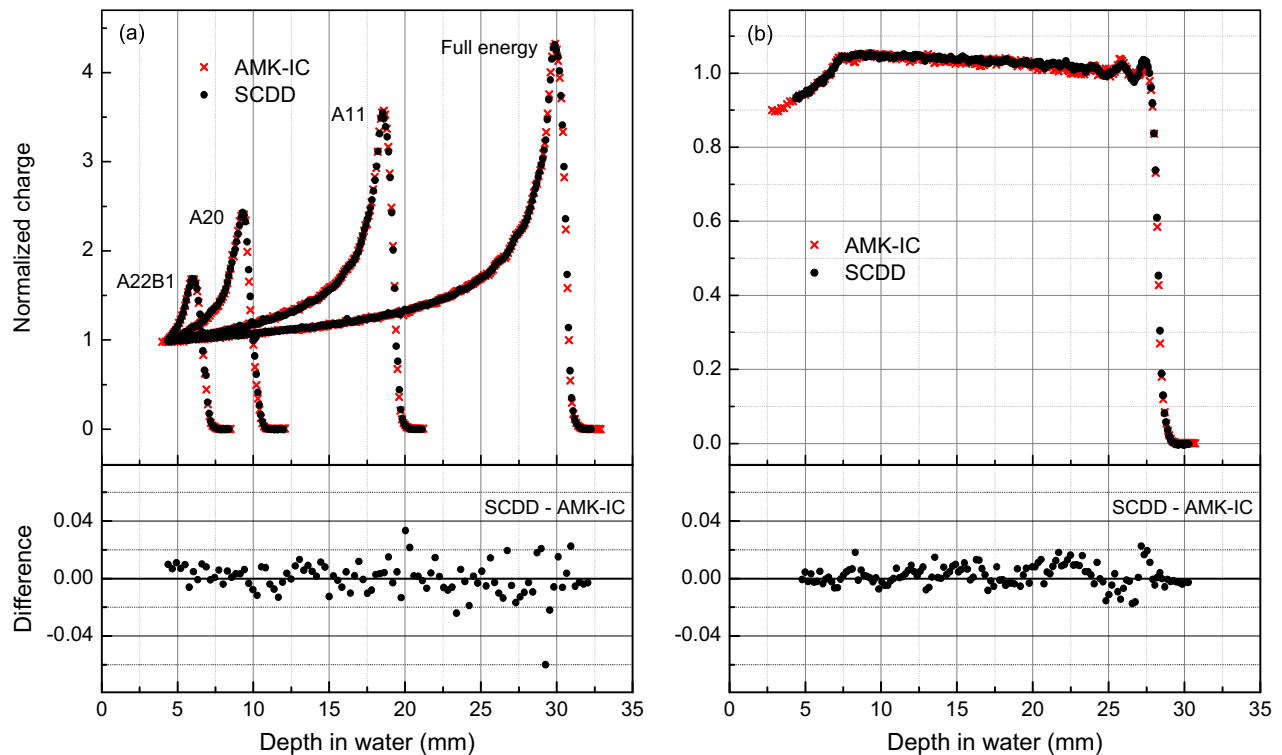 (a)
AMK-IC
SCDD
Full energy
A11
A20
A22B1
Normalized charge
4
3
2
1
0
SCDD - AMK-IC
Difference
0.04
0.00
-0.04
0 5 10 15 20 25 30 35
Depth in water (mm)
(b)
1.0
0.8
0.6
0.4
0.2
0.0
AMK-IC
SCDD
SCDD - AMK-IC
0.04
0.00
-0.04
0 5 10 15 20 25 30 35
Depth in water (mm)